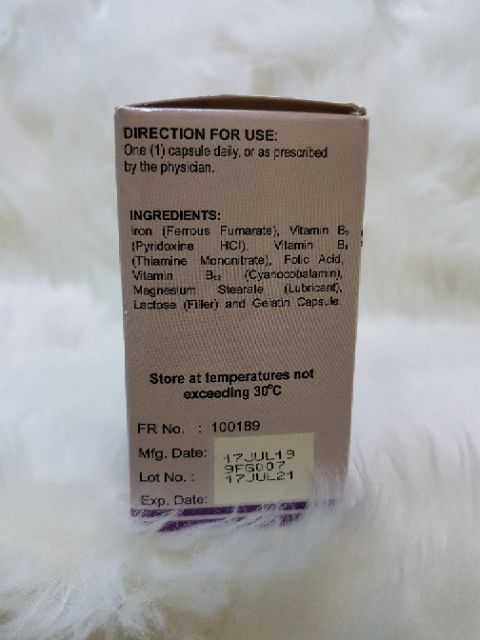 DIRECTION FOR USE:
One (1) capsule daily, or as prescribed
by the physician.
INGREDIENTS:
Iron (Ferrous Fumarate), Vitamin B₆
(Pyridoxine HCl), Vitamin B₁
(Thiamine Mononitrate), Folic Acid,
Vitamin B₁₂ (Cyanocobalamin),
Magnesium Stearate (Lubricant),
Lactose (Filler) and Gelatin Capsule
Store at temperatures not
exceeding 30°C
FR No. : 100189
Mfg. Date: 17JUL19
Lot No. : 9FG007
Exp. Date: 17JUL21